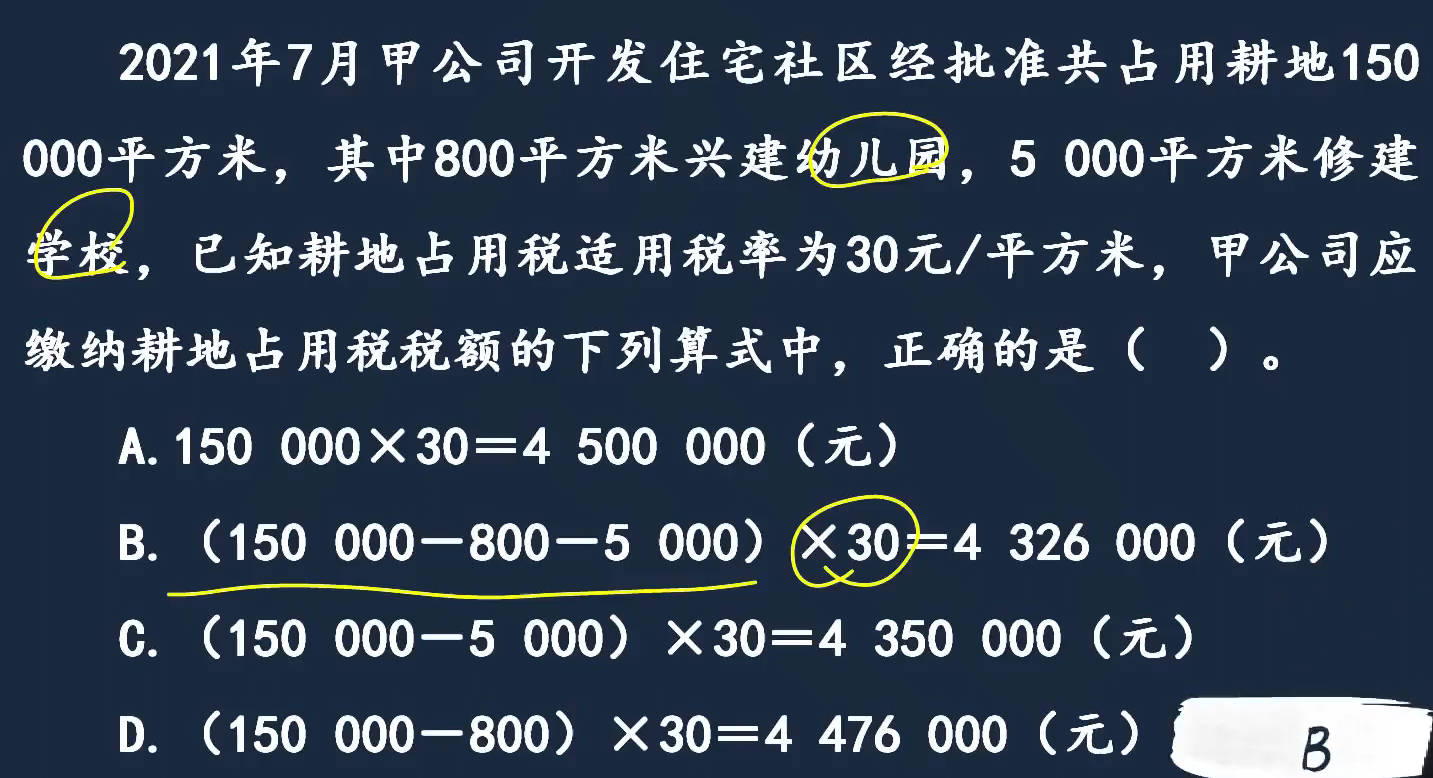 2021年7月甲公司开发住宅社区经批准共占用耕地150
000平方米，其中800平方米兴建幼儿园，5 000平方米修建
学校，已知耕地占用税适用税率为30元/平方米，甲公司应
缴纳耕地占用税税额的下列算式中，正确的是（ ）。
A. 150 000×30＝4 500 000（元）
B. （150 000－800－5 000）×30＝4 326 000（元）
C. （150 000－5 000）×30＝4 350 000（元）
D. （150 000－800）×30＝4 476 000（元）
B